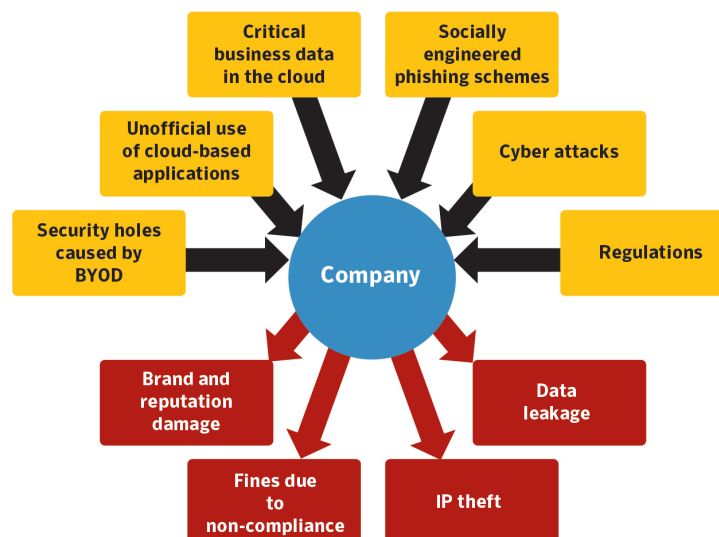 Critical
business data
in the cloud
Socially
engineered
phishing schemes
Unofficial use
of cloud-based
applications
Cyber attacks
Security holes
caused by
BYOD
Regulations
Company
Brand and
reputation
damage
Data
leakage
Fines due
to
non-compliance
IP theft